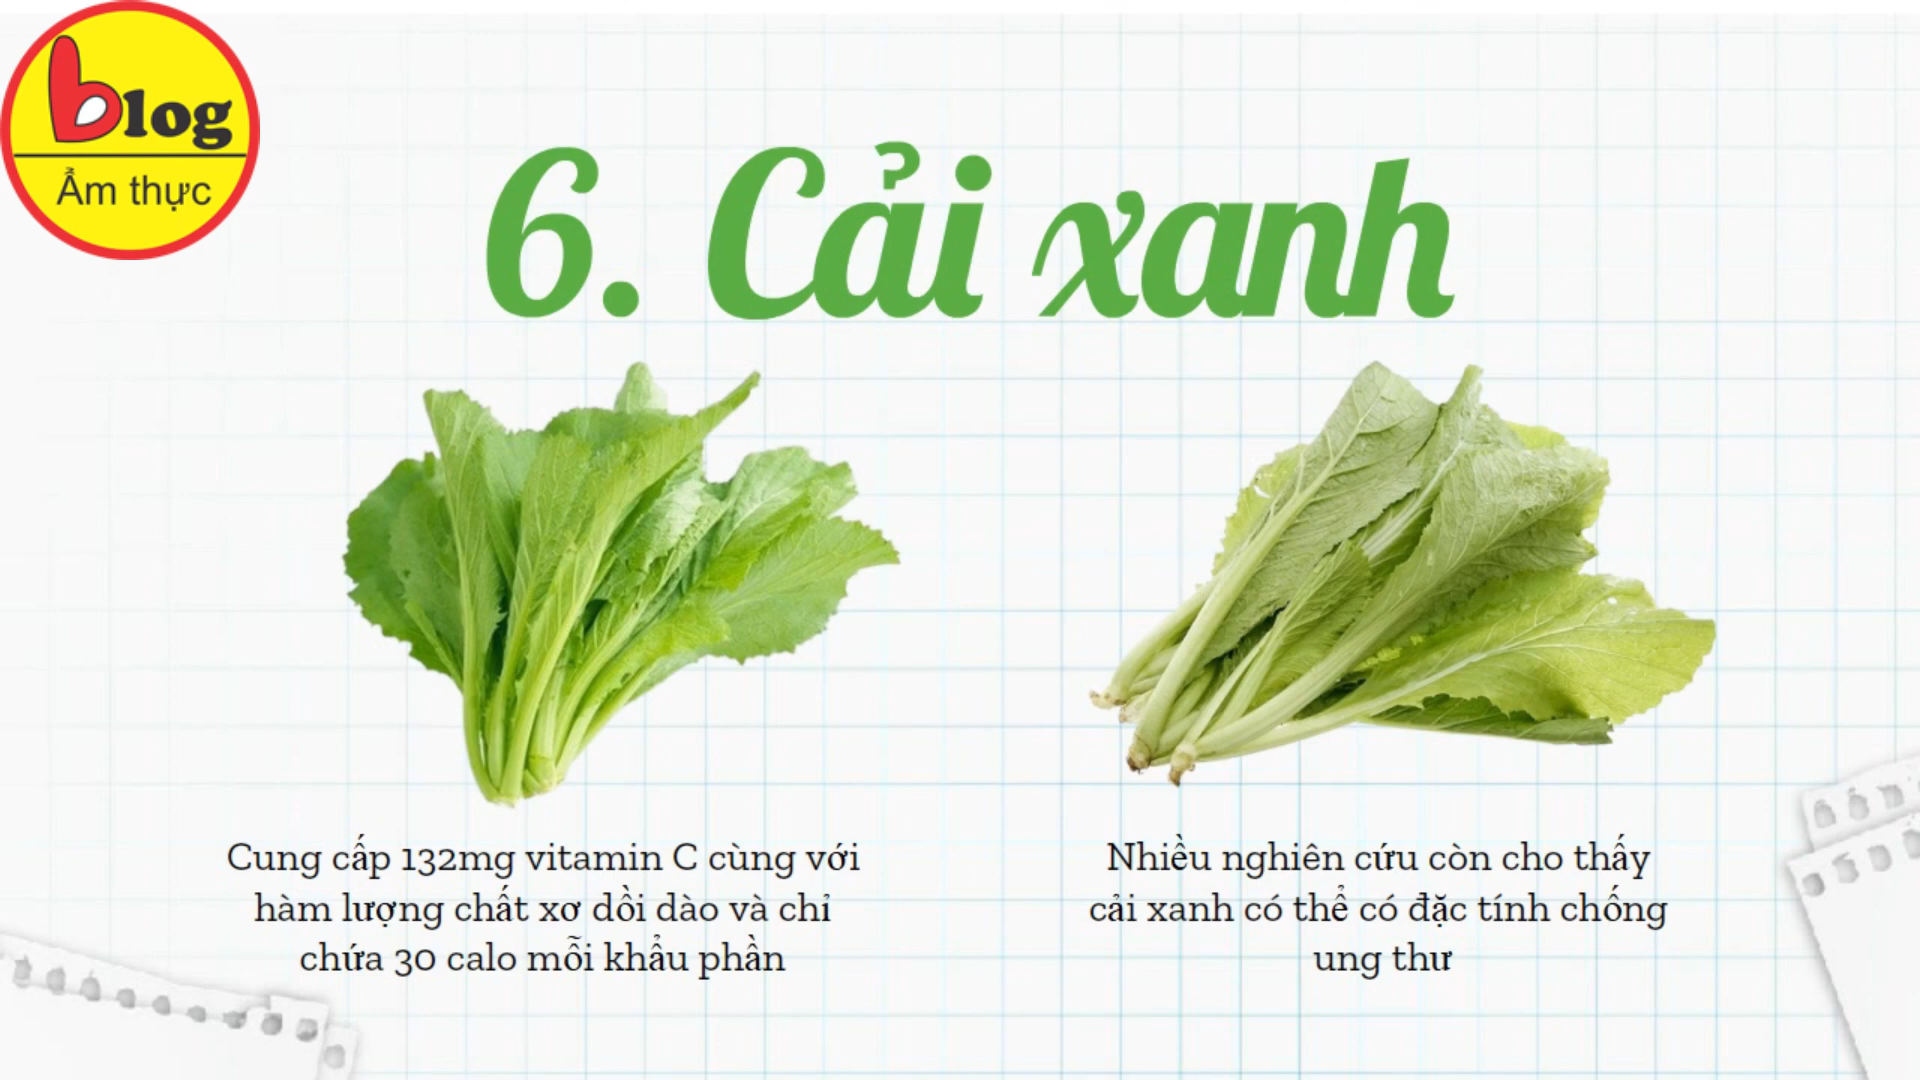 blog
Ẩm thực
6. Cải xanh
Cung cấp 132mg vitamin C cùng với
hàm lượng chất xơ dồi dào và chỉ
chứa 30 calo mỗi khẩu phần
Nhiều nghiên cứu còn cho thấy
cải xanh có thể có đặc tính chống
ung thư